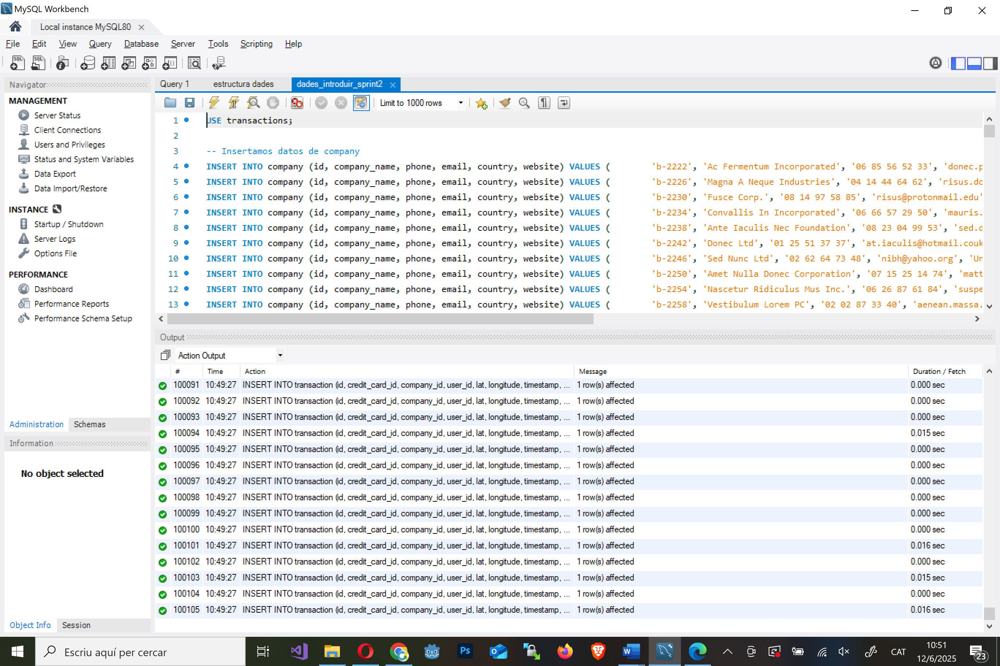 MySQL Workbench
Local instance MySQL80
File Edit View Query Database Server Tools Scripting Help
Navigator
MANAGEMENT
Server Status
Client Connections
Users and Privileges
Status and System Variables
Data Export
Data Import/Restore
INSTANCE
Startup / Shutdown
Server Logs
Options File
PERFORMANCE
Dashboard
Performance Reports
Performance Schema Setup
Administration Schemas
Information
No object selected
Object Info Session
Query 1 estructura dades dades_introduir_sprint2
Limit to 1000 rows
1 USE transactions;
2
3 -- Insertamos datos de company
4 INSERT INTO company (id, company_name, phone, email, country, website) VALUES ( 'b-2222', 'Ac Fermentum Incorporated', '06 85 56 52 33', 'donec.p
5 INSERT INTO company (id, company_name, phone, email, country, website) VALUES ( 'b-2226', 'Magna A Neque Industries', '04 14 44 64 62', 'risus.do
6 INSERT INTO company (id, company_name, phone, email, country, website) VALUES ( 'b-2230', 'Fusce Corp.', '08 14 97 58 85', 'risus@protonmail.edu'
7 INSERT INTO company (id, company_name, phone, email, country, website) VALUES ( 'b-2234', 'Convallis In Incorporated', '06 66 57 29 50', 'mauris.
8 INSERT INTO company (id, company_name, phone, email, country, website) VALUES ( 'b-2238', 'Ante Iaculis Nec Foundation', '08 23 04 99 53', 'sed.d
9 INSERT INTO company (id, company_name, phone, email, country, website) VALUES ( 'b-2242', 'Donec Ltd', '01 25 51 37 37', 'at.iaculis@hotmail.couk
10 INSERT INTO company (id, company_name, phone, email, country, website) VALUES ( 'b-2246', 'Sed Nunc Ltd', '02 62 64 73 48', 'nibh@yahoo.org', 'Un
11 INSERT INTO company (id, company_name, phone, email, country, website) VALUES ( 'b-2250', 'Amet Nulla Donec Corporation', '07 15 25 14 74', 'matt
12 INSERT INTO company (id, company_name, phone, email, country, website) VALUES ( 'b-2254', 'Nascetur Ridiculus Mus Inc.', '06 26 87 61 84', 'suspe
13 INSERT INTO company (id, company_name, phone, email, country, website) VALUES ( 'b-2258', 'Vestibulum Lorem PC', '02 02 87 33 40', 'aenean.massa.
Output
Action Output
# Time Action Message Duration / Fetch
100091 10:49:27 INSERT INTO transaction (id, credit_card_id, company_id, user_id, lat, longitude, timestamp, ... 1 row(s) affected 0.000 sec
100092 10:49:27 INSERT INTO transaction (id, credit_card_id, company_id, user_id, lat, longitude, timestamp, ... 1 row(s) affected 0.000 sec
100093 10:49:27 INSERT INTO transaction (id, credit_card_id, company_id, user_id, lat, longitude, timestamp, ... 1 row(s) affected 0.000 sec
100094 10:49:27 INSERT INTO transaction (id, credit_card_id, company_id, user_id, lat, longitude, timestamp, ... 1 row(s) affected 0.015 sec
100095 10:49:27 INSERT INTO transaction (id, credit_card_id, company_id, user_id, lat, longitude, timestamp, ... 1 row(s) affected 0.000 sec
100096 10:49:27 INSERT INTO transaction (id, credit_card_id, company_id, user_id, lat, longitude, timestamp, ... 1 row(s) affected 0.000 sec
100097 10:49:27 INSERT INTO transaction (id, credit_card_id, company_id, user_id, lat, longitude, timestamp, ... 1 row(s) affected 0.000 sec
100098 10:49:27 INSERT INTO transaction (id, credit_card_id, company_id, user_id, lat, longitude, timestamp, ... 1 row(s) affected 0.000 sec
100099 10:49:27 INSERT INTO transaction (id, credit_card_id, company_id, user_id, lat, longitude, timestamp, ... 1 row(s) affected 0.000 sec
100100 10:49:27 INSERT INTO transaction (id, credit_card_id, company_id, user_id, lat, longitude, timestamp, ... 1 row(s) affected 0.000 sec
100101 10:49:27 INSERT INTO transaction (id, credit_card_id, company_id, user_id, lat, longitude, timestamp, ... 1 row(s) affected 0.016 sec
100102 10:49:27 INSERT INTO transaction (id, credit_card_id, company_id, user_id, lat, longitude, timestamp, ... 1 row(s) affected 0.000 sec
100103 10:49:27 INSERT INTO transaction (id, credit_card_id, company_id, user_id, lat, longitude, timestamp, ... 1 row(s) affected 0.015 sec
100104 10:49:27 INSERT INTO transaction (id, credit_card_id, company_id, user_id, lat, longitude, timestamp, ... 1 row(s) affected 0.000 sec
100105 10:49:27 INSERT INTO transaction (id, credit_card_id, company_id, user_id, lat, longitude, timestamp, ... 1 row(s) affected 0.016 sec
Escriu aquí per cercar
CAT
10:51
12/6/2025
23